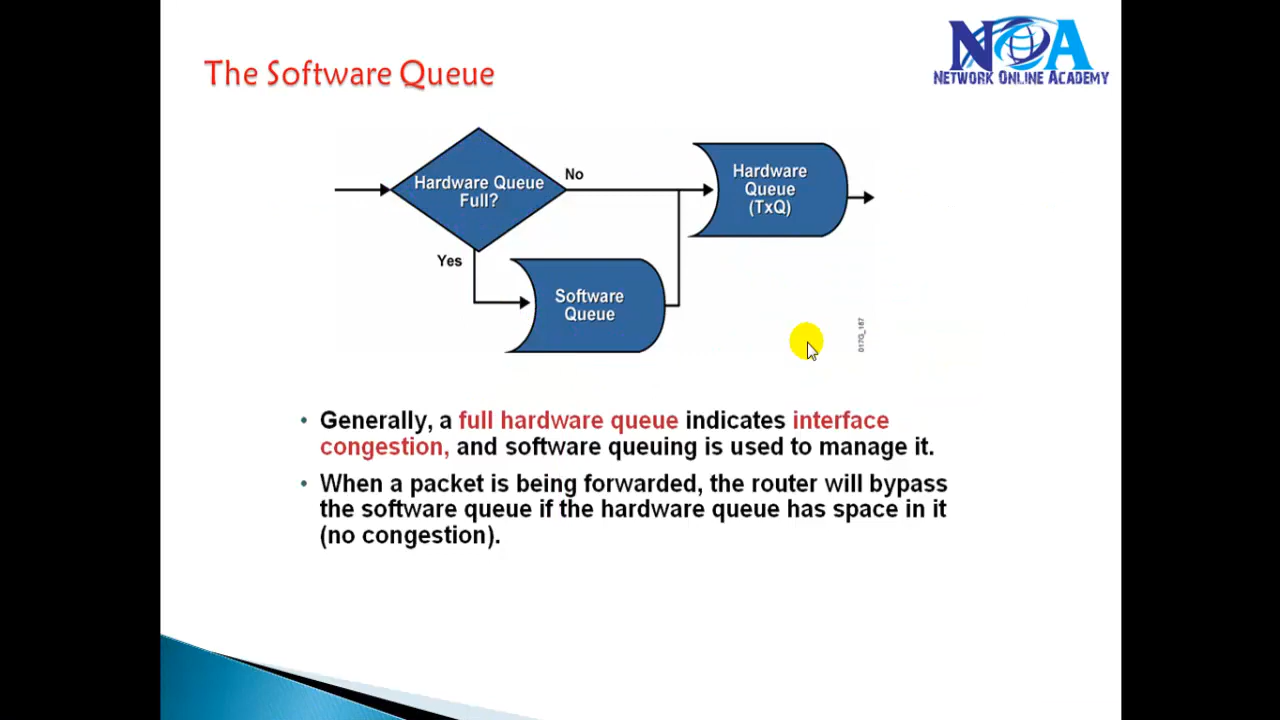 The Software Queue
NOA
NETWORK ONLINE ACADEMY
Hardware Queue
Full?
No
Yes
Hardware
Queue
(TxQ)
Software
Queue
017G_167
• Generally, a full hardware queue indicates interface
congestion, and software queuing is used to manage it.
• When a packet is being forwarded, the router will bypass
the software queue if the hardware queue has space in it
(no congestion).